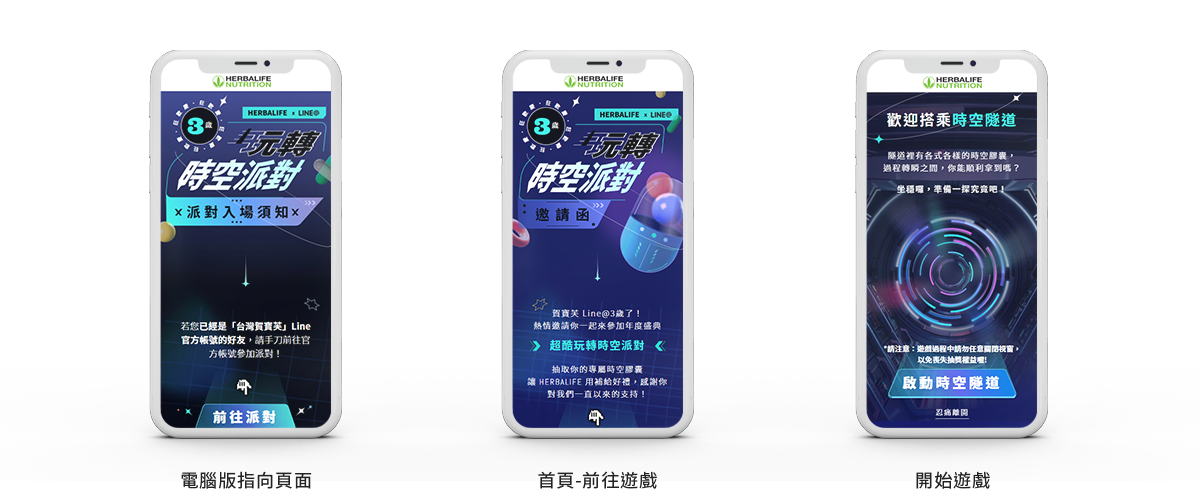 HERBALIFE
NUTRITION
HERBALIFE x LINE@
3歲
玩轉
時空派對
x派對入場須知x
若您已經是「台灣賀寶芙」Line
官方帳號的好友，請手刀前往官
方帳號參加派對！
前往派對
電腦版指向頁面
HERBALIFE
NUTRITION
HERBALIFE x LINE@
3歲
玩轉
時空派對
邀請函
賀寶芙 Line@3歲了！
熱情邀請你一起來參加年度盛典
超酷玩轉時空派對
抽取你的專屬時空膠囊
讓 HERBALIFE 用補給好禮，感謝你
對我們一直以來的支持！
首頁-前往遊戲
HERBALIFE
NUTRITION
歡迎搭乘時空隧道
隧道裡有各式各樣的時空膠囊，
過程轉瞬之間，你能順利拿到嗎？
坐穩囉，準備一探究竟吧！
*請注意：遊戲過程中請勿任意關閉視窗，
以免喪失抽獎權益喔!
啟動時空隧道
忍痛離開
開始遊戲